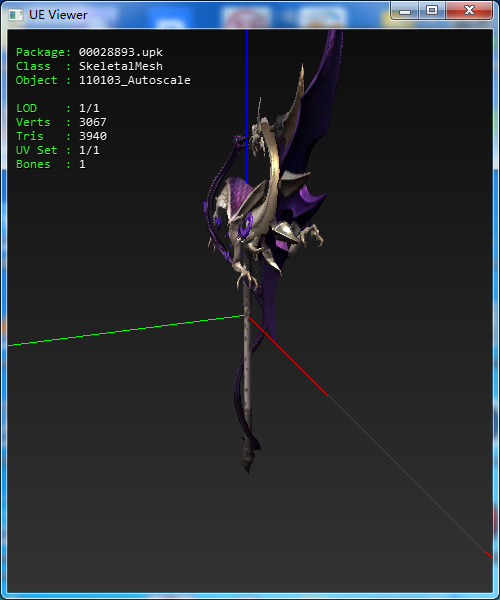 UE Viewer
Package: 00028893.upk
Class : SkeletalMesh
Object : 110103_Autoscale
LOD : 1/1
Verts : 3067
Tris : 3940
UV Set : 1/1
Bones : 1